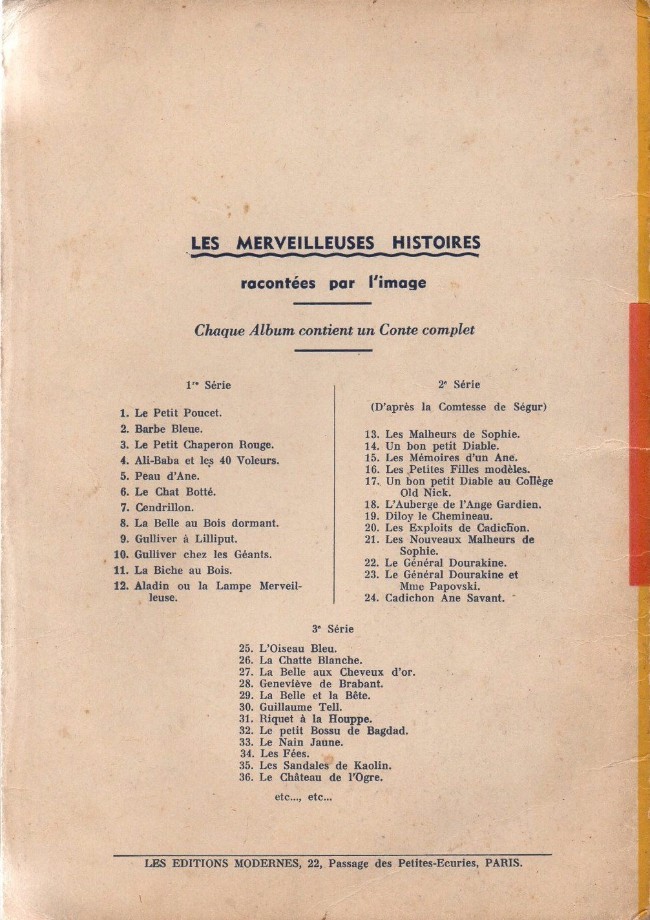 LES MERVEILLEUSES HISTOIRES
racontées par l'image
Chaque Album contient un Conte complet
1re Série
1. Le Petit Poucet.
2. Barbe Bleue.
3. Le Petit Chaperon Rouge.
4. Ali-Baba et les 40 Voleurs.
5. Peau d'Ane.
6. Le Chat Botté.
7. Cendrillon.
8. La Belle au Bois dormant.
9. Gulliver à Lilliput.
10. Gulliver chez les Géants.
11. La Biche au Bois.
12. Aladin ou la Lampe Merveil-
leuse.
2e Série
(D'après la Comtesse de Ségur)
13. Les Malheurs de Sophie.
14. Un bon petit Diable.
15. Les Mémoires d'un Ane.
16. Les Petites Filles modèles.
17. Un bon petit Diable au Collège
Old Nick.
18. L'Auberge de l'Ange Gardien.
19. Diloy le Chemineau.
20. Les Exploits de Cadichon.
21. Les Nouveaux Malheurs de
Sophie.
22. Le Général Dourakine.
23. Le Général Dourakine et
Mme Papovski.
24. Cadichon Ane Savant.
3e Série
25. L'Oiseau Bleu.
26. La Chatte Blanche.
27. La Belle aux Cheveux d'or.
28. Geneviève de Brabant.
29. La Belle et la Bête.
30. Guillaume Tell.
31. Riquet à la Houppe.
32. Le petit Bossu de Bagdad.
33. Le Nain Jaune.
34. Les Fées.
35. Les Sandales de Kaolin.
36. Le Château de l'Ogre.
etc..., etc...
LES EDITIONS MODERNES, 22, Passage des Petites-Ecuries, PARIS.